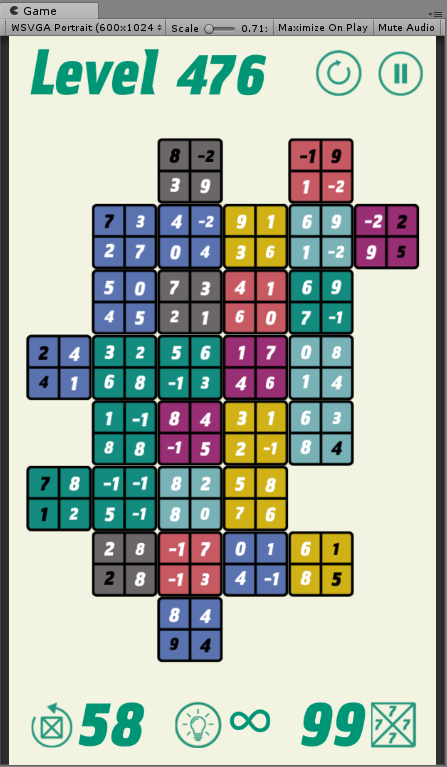 Game
WSVGA Portrait (600x1024 Scale 0.71: Maximize On Play Mute Audio
Level 476
8 -2 -1 9
3 9 1 -2
7 3 4 -2 9 1 6 9 -2 2
2 7 0 4 3 6 1 -2 9 5
5 0 7 3 4 1 6 9
4 5 2 1 6 0 7 -1
2 4 3 2 5 6 1 7 0 8
4 1 6 8 -1 3 4 6 1 4
1 -1 8 4 3 1 6 3
8 8 -1 5 2 -1 8 4
7 8 -1 -1 8 2 5 8
1 2 5 -1 8 0 7 6
2 8 -1 7 0 1 6 1
2 8 -1 3 4 -1 8 5
8 4
9 4
58 ∞ 99 7 7 7 7